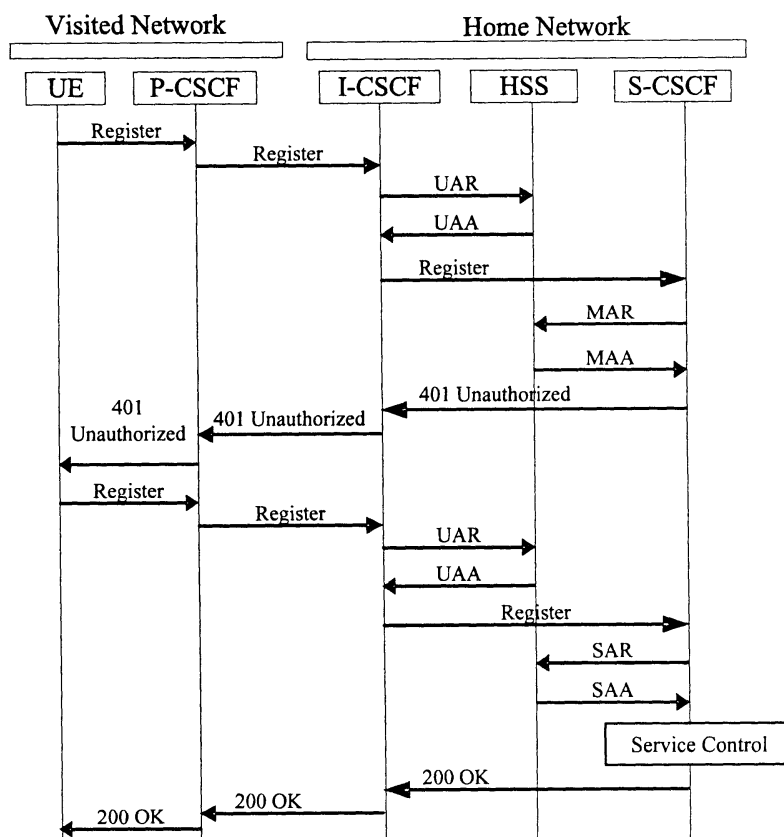 Visited Network
Home Network
UE
P-CSCF
I-CSCF
HSS
S-CSCF
Register
Register
UAR
UAA
Register
MAR
MAA
401 Unauthorized
401 Unauthorized
401
Unauthorized
Register
Register
UAR
UAA
Register
SAR
SAA
Service Control
200 OK
200 OK
200 OK